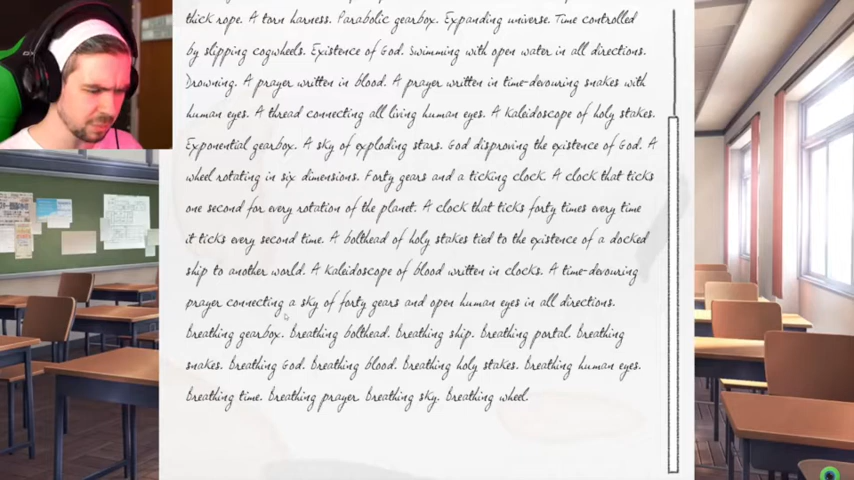 thick rope. A torn harness. Parabolic gearbox. Expanding universe. Time controlled
by slipping cogwheels. Existence of God. Swimming with open water in all directions.
Drowning. A prayer written in blood. A prayer written in time-devouring snakes with
human eyes. A thread connecting all living human eyes. A kaleidoscope of holy stakes.
Exponential gearbox. A sky of exploding stars. God disproving the existence of God. A
wheel rotating in six dimensions. Forty gears and a ticking clock. A clock that ticks
one second for every rotation of the planet. A clock that ticks forty times every time
it ticks every second time. A bolthead of holy stakes tied to the existence of a docked
ship to another world. A kaleidoscope of blood written in clocks. A time-devouring
prayer connecting a sky of forty gears and open human eyes in all directions.
Breathing gearbox. Breathing bolthead. Breathing ship. Breathing portal. Breathing
snakes. Breathing God. Breathing blood. Breathing holy stakes. Breathing human eyes.
Breathing time. Breathing prayer. Breathing sky. Breathing wheel.